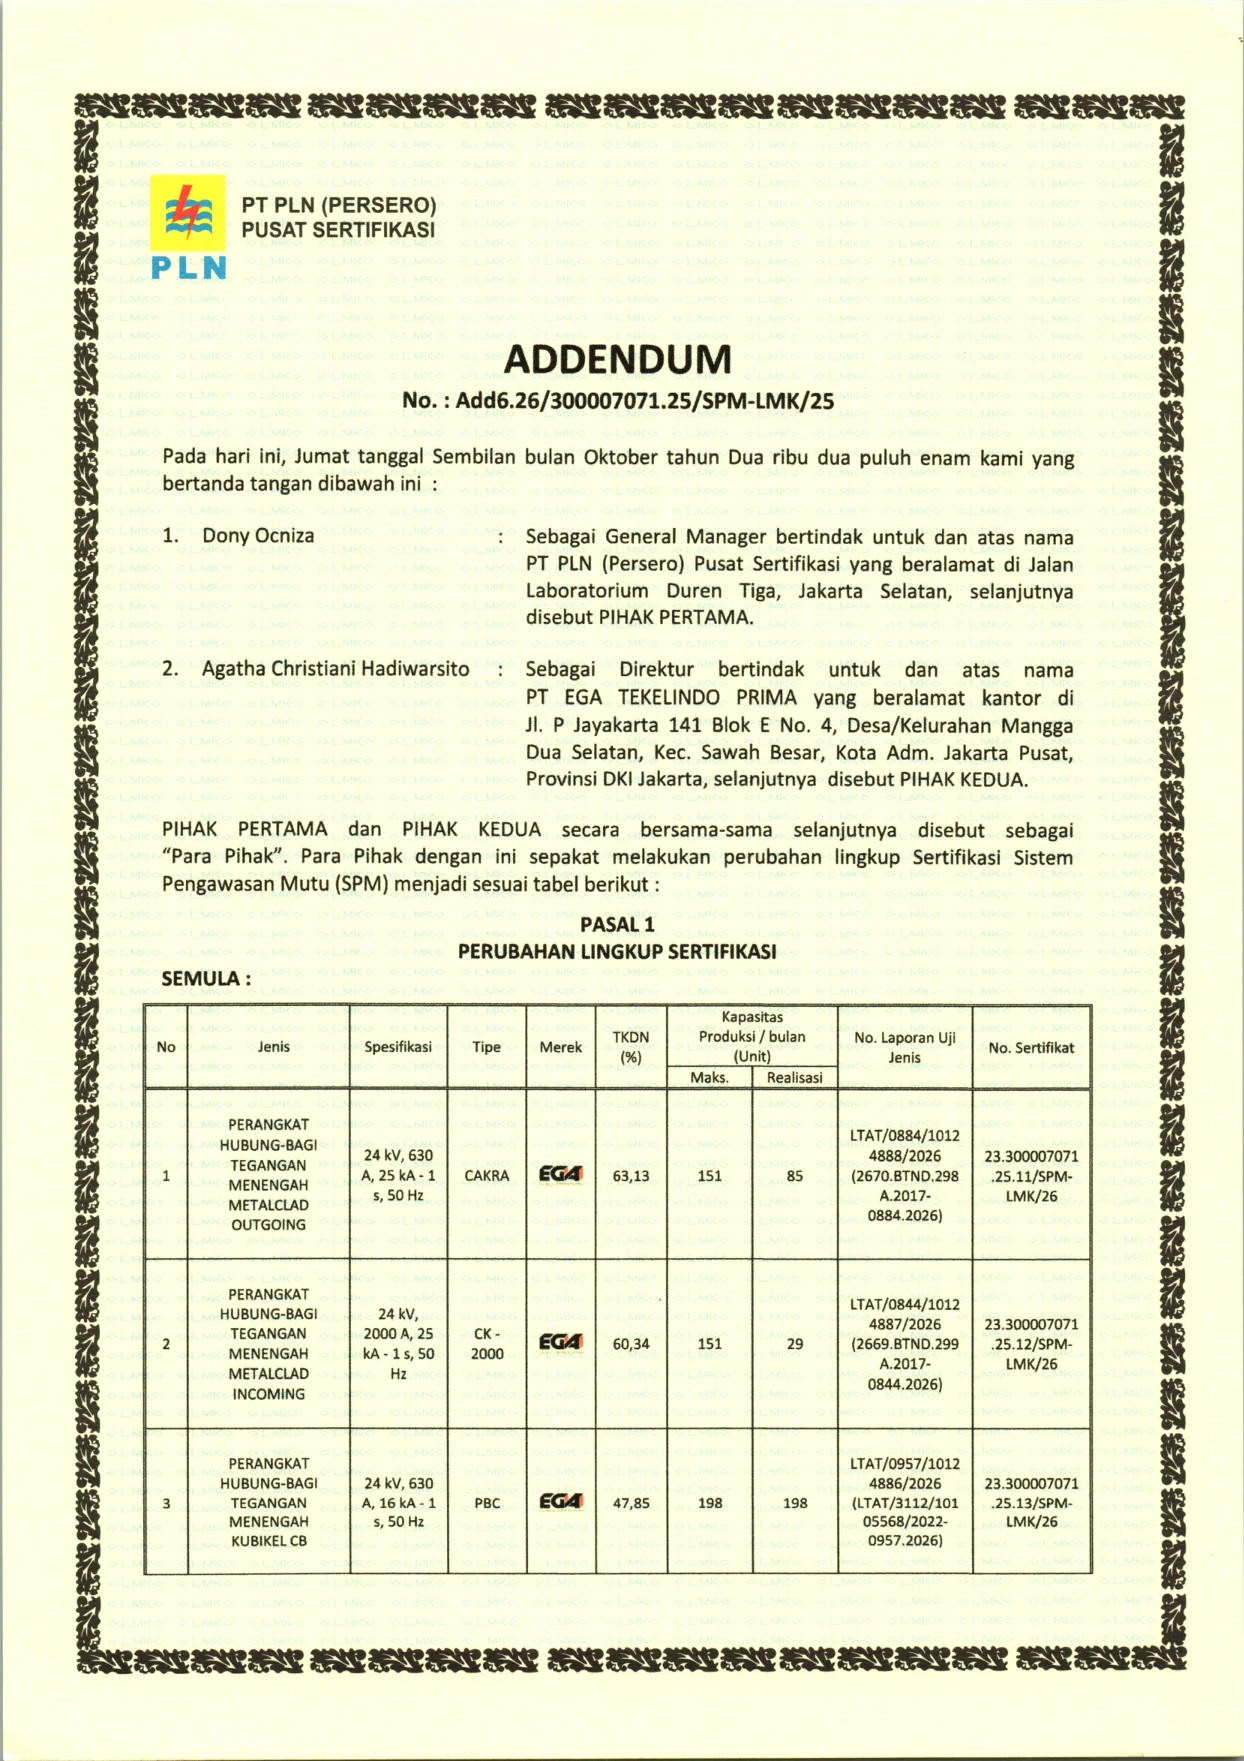 PLN
PT PLN (PERSERO)
PUSAT SERTIFIKASI
ADDENDUM
No. : Add6.26/300007071.25/SPM-LMK/25
Pada hari ini, Jumat tanggal Sembilan bulan Oktober tahun Dua ribu dua puluh enam kami yang
bertanda tangan dibawah ini :
1. Dony Ocniza : Sebagai General Manager bertindak untuk dan atas nama
PT PLN (Persero) Pusat Sertifikasi yang beralamat di Jalan
Laboratorium Duren Tiga, Jakarta Selatan, selanjutnya
disebut PIHAK PERTAMA.
2. Agatha Christiani Hadiwarsito : Sebagai Direktur bertindak untuk dan atas nama
PT EGA TEKELINDO PRIMA yang beralamat kantor di
Jl. P Jayakarta 141 Blok E No. 4, Desa/Kelurahan Mangga
Dua Selatan, Kec. Sawah Besar, Kota Adm. Jakarta Pusat,
Provinsi DKI Jakarta, selanjutnya disebut PIHAK KEDUA.
PIHAK PERTAMA dan PIHAK KEDUA secara bersama-sama selanjutnya disebut sebagai
“Para Pihak”. Para Pihak dengan ini sepakat melakukan perubahan lingkup Sertifikasi Sistem
Pengawasan Mutu (SPM) menjadi sesuai tabel berikut :
PASAL 1
PERUBAHAN LINGKUP SERTIFIKASI
SEMULA :
No
Jenis
Spesifikasi
Tipe
Merek
TKDN
(%)
Kapasitas
Produksi / bulan
(Unit)
Maks.
Realisasi
No. Laporan Uji
Jenis
No. Sertifikat
1
PERANGKAT
HUBUNG-BAGI
TEGANGAN
MENENGAH
METALCLAD
OUTGOING
24 kV, 630
A, 25 kA - 1
s, 50 Hz
CAKRA
EGA
63,13
151
85
LTAT/0884/1012
4888/2026
(2670.BTND.298
A.2017-
0884.2026)
23.300007071
.25.11/SPM-
LMK/26
2
PERANGKAT
HUBUNG-BAGI
TEGANGAN
MENENGAH
METALCLAD
INCOMING
24 kV,
2000 A, 25
kA - 1 s, 50
Hz
CK -
2000
EGA
60,34
151
29
LTAT/0844/1012
4887/2026
(2669.BTND.299
A.2017-
0844.2026)
23.300007071
.25.12/SPM-
LMK/26
3
PERANGKAT
HUBUNG-BAGI
TEGANGAN
MENENGAH
KUBIKEL CB
24 kV, 630
A, 16 kA - 1
s, 50 Hz
PBC
EGA
47,85
198
198
LTAT/0957/1012
4886/2026
(LTAT/3112/101
05568/2022-
0957.2026)
23.300007071
.25.13/SPM-
LMK/26